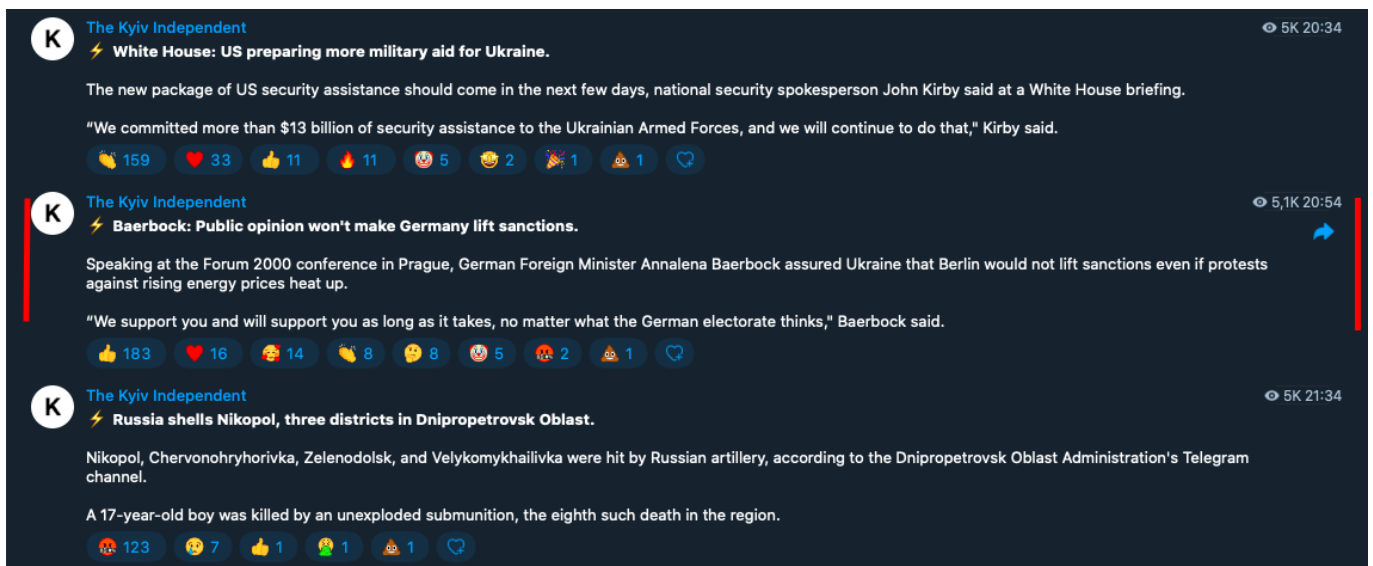 K
The Kyiv Independent
5K 20:34
⚡ White House: US preparing more military aid for Ukraine.
The new package of US security assistance should come in the next few days, national security spokesperson John Kirby said at a White House briefing.
“We committed more than $13 billion of security assistance to the Ukrainian Armed Forces, and we will continue to do that," Kirby said.
👏 159 ❤️ 33 👍 11 🔥 11 🤡 5 🤩 2 🎉 1 💩 1
K
The Kyiv Independent
5,1K 20:54
⚡ Baerbock: Public opinion won't make Germany lift sanctions.
Speaking at the Forum 2000 conference in Prague, German Foreign Minister Annalena Baerbock assured Ukraine that Berlin would not lift sanctions even if protests
against rising energy prices heat up.
“We support you and will support you as long as it takes, no matter what the German electorate thinks," Baerbock said.
👍 183 ❤️ 16 🥰 14 👏 8 🤔 8 🤡 5 🤬 2 💩 1
K
The Kyiv Independent
5K 21:34
⚡ Russia shells Nikopol, three districts in Dnipropetrovsk Oblast.
Nikopol, Chervonohryhorivka, Zelenodolsk, and Velykomykhailivka were hit by Russian artillery, according to the Dnipropetrovsk Oblast Administration's Telegram
channel.
A 17-year-old boy was killed by an unexploded submunition, the eighth such death in the region.
🤬 123 😢 7 👍 1 🤮 1 💩 1